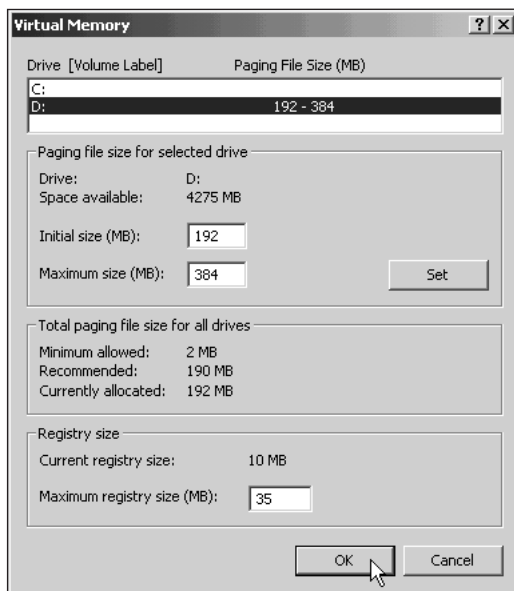 Virtual Memory
Drive [Volume Label] Paging File Size (MB)
C:
D: 192 - 384
Paging file size for selected drive
Drive: D:
Space available: 4275 MB
Initial size (MB): 192
Maximum size (MB): 384
Set
Total paging file size for all drives
Minimum allowed: 2 MB
Recommended: 190 MB
Currently allocated: 192 MB
Registry size
Current registry size: 10 MB
Maximum registry size (MB): 35
OK Cancel